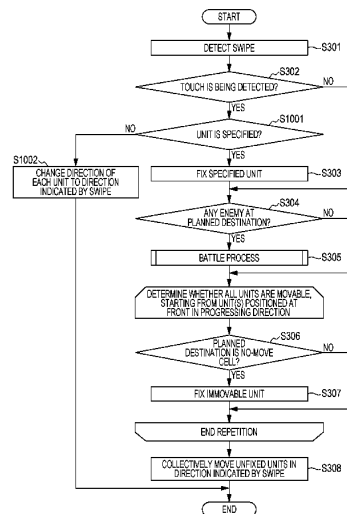 START
DETECT SWIPE
S301
S302
TOUCH IS BEING DETECTED?
NO
YES
S1001
NO
UNIT IS SPECIFIED?
S1002
YES
CHANGE DIRECTION OF
EACH UNIT TO DIRECTION
INDICATED BY SWIPE
FIX SPECIFIED UNIT
S303
S304
ANY ENEMY AT
PLANNED DESTINATION?
NO
YES
BATTLE PROCESS
S305
DETERMINE WHETHER ALL UNITS ARE MOVABLE,
STARTING FROM UNIT(S) POSITIONED AT
FRONT IN PROGRESSING DIRECTION
S306
PLANNED
DESTINATION IS NO-MOVE
CELL?
NO
YES
FIX IMMOVABLE UNIT
S307
END REPETITION
COLLECTIVELY MOVE UNFIXED UNITS IN
DIRECTION INDICATED BY SWIPE
S308
END